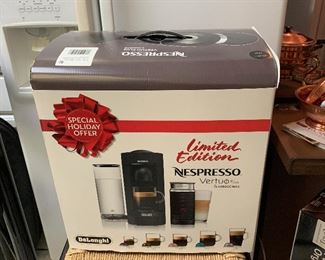 NESPRESSO
SPECIAL
HOLIDAY
OFFER
Limited
Edition
NESPRESSO
Vertuo
DeLonghi